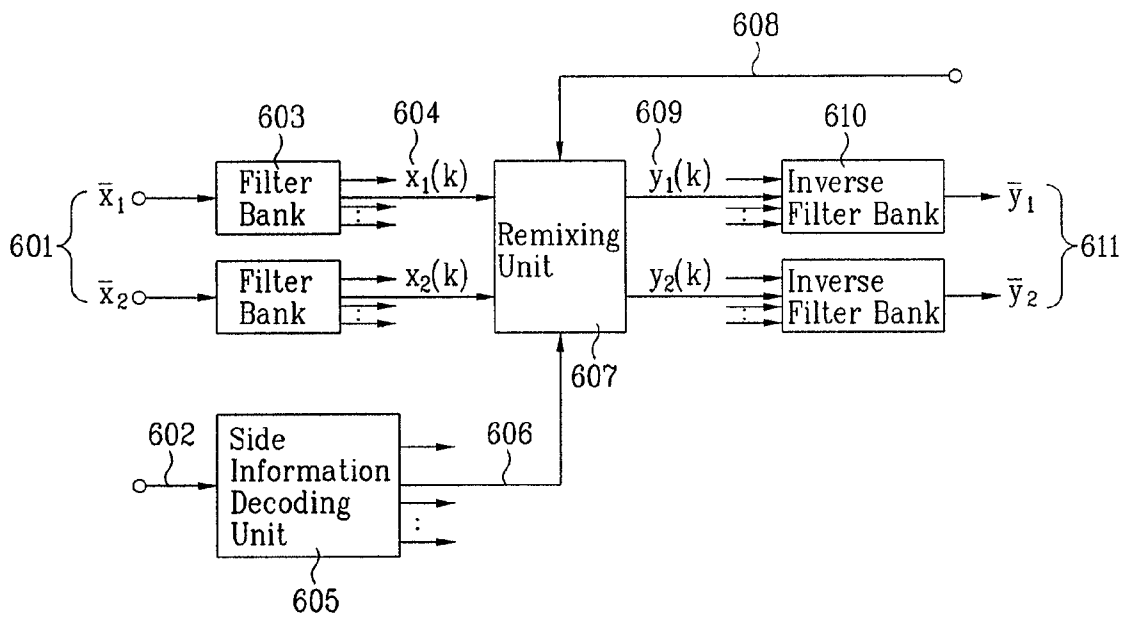 608
603
604
609
610
601
x̄₁
Filter
Bank
x₁(k)
Remixing
Unit
y₁(k)
Inverse
Filter Bank
ȳ₁
611
x̄₂
Filter
Bank
x₂(k)
y₂(k)
Inverse
Filter Bank
ȳ₂
607
602
Side
Information
Decoding
Unit
606
605